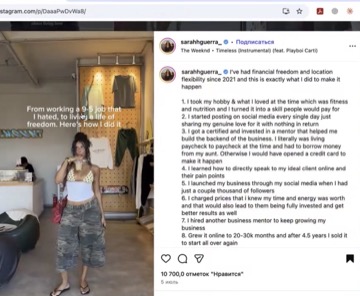 stagram.com/p/DaaaPwDvWa8/
From working a 9-5 job that
I hated, to living a life of
freedom. Here's how I did it
sarahhguerra_ • Подписаться
The Weeknd • Timeless (Instrumental) (feat. Playboi Carti)
sarahhguerra_ I've had financial freedom and location
flexibility since 2021 and this is exactly what I did to make it
happen
1. I took my hobby & what I loved at the time which was fitness
and nutrition and I turned it into a skill people would pay for
2. I started posting on social media every single day just
sharing my genuine love for it with nothing in return
3. I got a certified and invested in a mentor that helped me
build the backend of the business. I literally was living
paycheck to paycheck at the time and had to borrow money
from my aunt. Otherwise I would have opened a credit card to
make it happen
4. I learned how to directly speak to my ideal client online and
their pain points
5. I launched my business through my social media when I had
just a couple thousand of followers
6. I charged prices that I knew my time and energy was worth
and that would also lead to them being fully invested and get
better results as well
7. I hired another business mentor to keep growing my
business
8. Grew it online to 20-30k months and after 4.5 years I sold it
to start all over again
10 700,0 отметок "Нравится"
5 июль